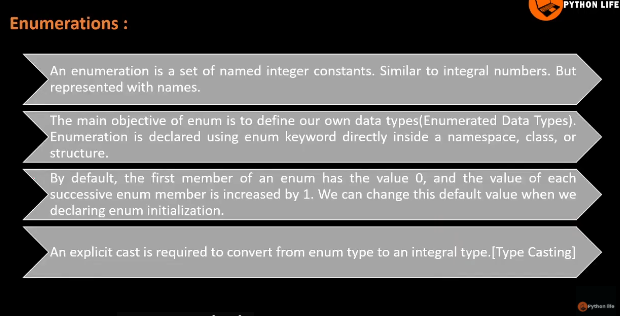 PYTHON LIFE
Enumerations :
An enumeration is a set of named integer constants. Similar to integral numbers. But
represented with names.
The main objective of enum is to define our own data types(Enumerated Data Types).
Enumeration is declared using enum keyword directly inside a namespace, class, or
structure.
By default, the first member of an enum has the value 0, and the value of each
successive enum member is increased by 1. We can change this default value when we
declaring enum initialization.
An explicit cast is required to convert from enum type to an integral type.[Type Casting]
Python life